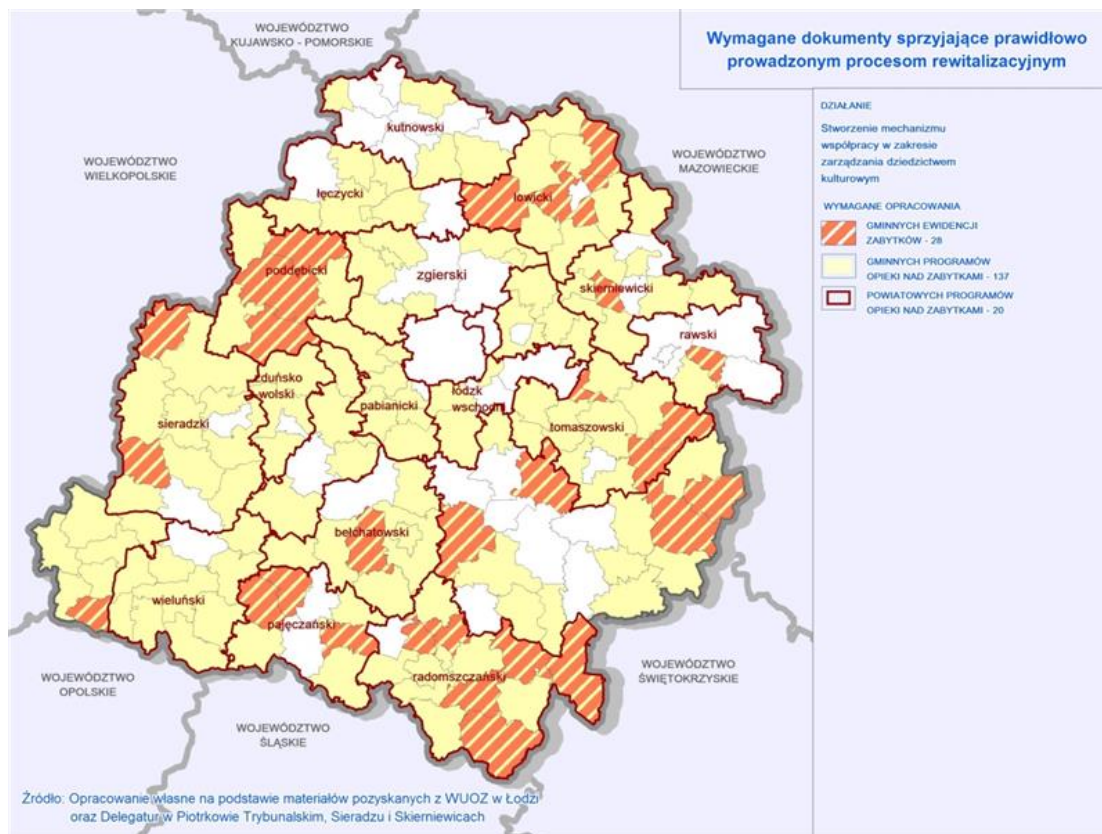 WOJEWÓDZTWO
KUJAWSKO - POMORSKIE
Wymagane dokumenty sprzyjające prawidłowo
prowadzonym procesom rewitalizacyjnym
DZIAŁANIE
Stworzenie mechanizmu
współpracy w zakresie
zarządzania dziedzictwem
kulturowym
WYMAGANE OPRACOWANIA
GMINNYCH EWIDENCJI
ZABYTKÓW - 28
GMINNYCH PROGRAMÓW
OPIEKI NAD ZABYTKAMI - 137
POWIATOWYCH PROGRAMÓW
OPIEKI NAD ZABYTKAMI - 20
WOJEWÓDZTWO
WIELKOPOLSKIE
WOJEWÓDZTWO
MAZOWIECKIE
kutnowski
łęczycki
łowicki
poddębicki
zgierski
skierniewicki
rawski
zduńsko
wolski
sieradzki
pabianicki
łódzk
wschodni
tomaszowski
bełchatowski
wieluński
pajęczański
radomszczański
WOJEWÓDZTWO
OPOLSKIE
WOJEWÓDZTWO
ŚLĄSKIE
WOJEWÓDZTWO
ŚWIĘTOKRZYSKIE
Źródło: Opracowanie własne na podstawie materiałów pozyskanych z WUOZ w Łodzi
oraz Delegatur w Piotrkowie Trybunalskim, Sieradzu i Skierniewicach